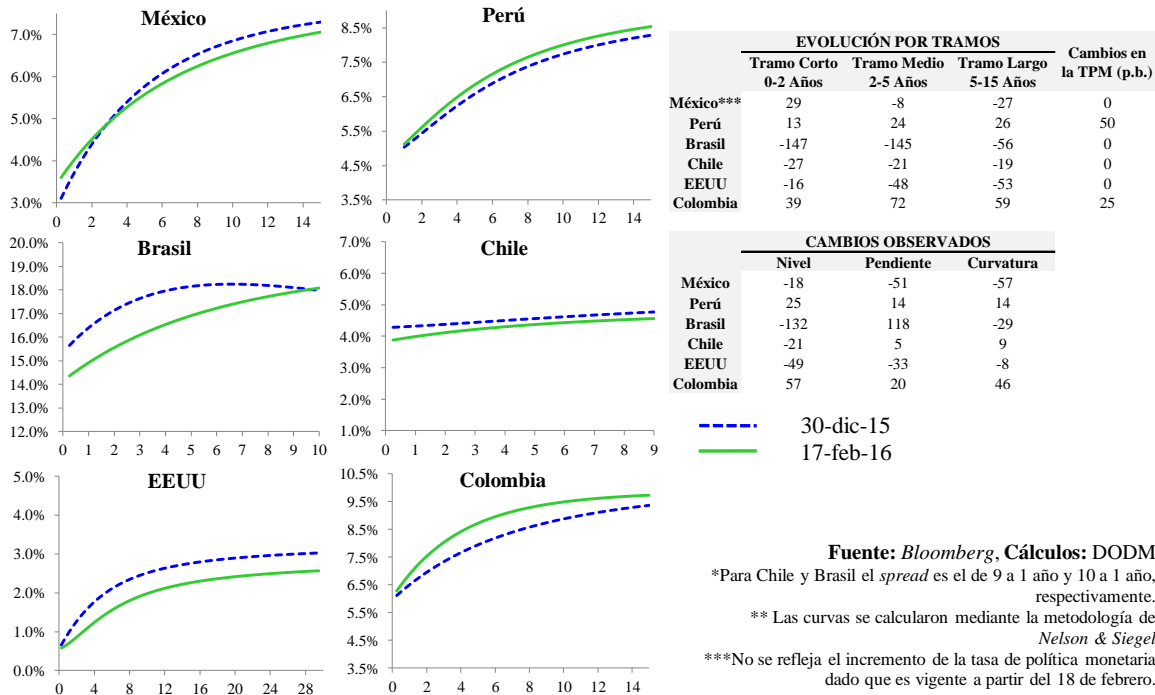 México
7.0%
6.0%
5.0%
4.0%
3.0%
0 2 4 6 8 10 12 14
Perú
8.5%
7.5%
6.5%
5.5%
4.5%
3.5%
0 2 4 6 8 10 12 14
EVOLUCIÓN POR TRAMOS Cambios en la TPM (p.b.)
Tramo Corto 0-2 Años Tramo Medio 2-5 Años Tramo Largo 5-15 Años
México*** 29 -8 -27 0
Perú 13 24 26 50
Brasil -147 -145 -56 0
Chile -27 -21 -19 0
EEUU -16 -48 -53 0
Colombia 39 72 59 25
Brasil
20.0%
19.0%
18.0%
17.0%
16.0%
15.0%
14.0%
13.0%
12.0%
0 1 2 3 4 5 6 7 8 9 10
Chile
7.0%
6.0%
5.0%
4.0%
3.0%
2.0%
1.0%
0 1 2 3 4 5 6 7 8 9
CAMBIOS OBSERVADOS
Nivel Pendiente Curvatura
México -18 -51 -57
Perú 25 14 14
Brasil -132 118 -29
Chile -21 5 9
EEUU -49 -33 -8
Colombia 57 20 46
30-dic-15
17-feb-16
EEUU
5.0%
4.0%
3.0%
2.0%
1.0%
0.0%
0 4 8 12 16 20 24 28
Colombia
10.5%
9.5%
8.5%
7.5%
6.5%
5.5%
4.5%
3.5%
0 2 4 6 8 10 12 14
Fuente: Bloomberg, Cálculos: DODM
*Para Chile y Brasil el spread es el de 9 a 1 año y 10 a 1 año,
respectivamente.
** Las curvas se calcularon mediante la metodología de
Nelson & Siegel
***No se refleja el incremento de la tasa de política monetaria
dado que es vigente a partir del 18 de febrero.